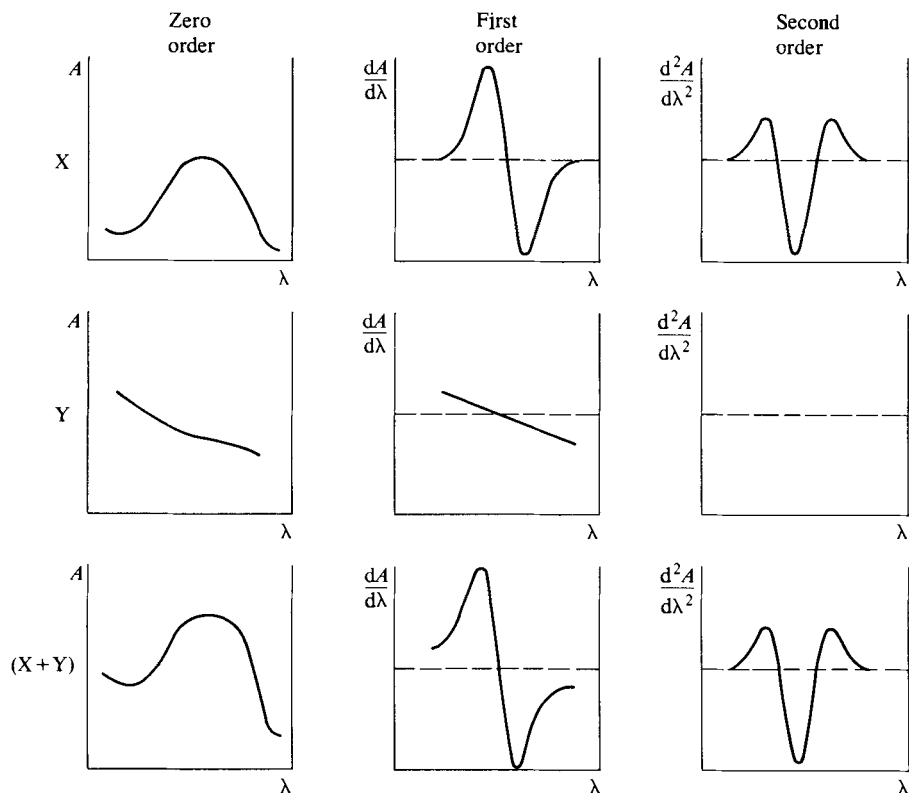 Zero
order
First
order
Second
order
A
dA
dλ
d²A
dλ²
X
λ
λ
λ
A
dA
dλ
d²A
dλ²
Y
λ
λ
λ
A
dA
dλ
d²A
dλ²
(X + Y)
λ
λ
λ